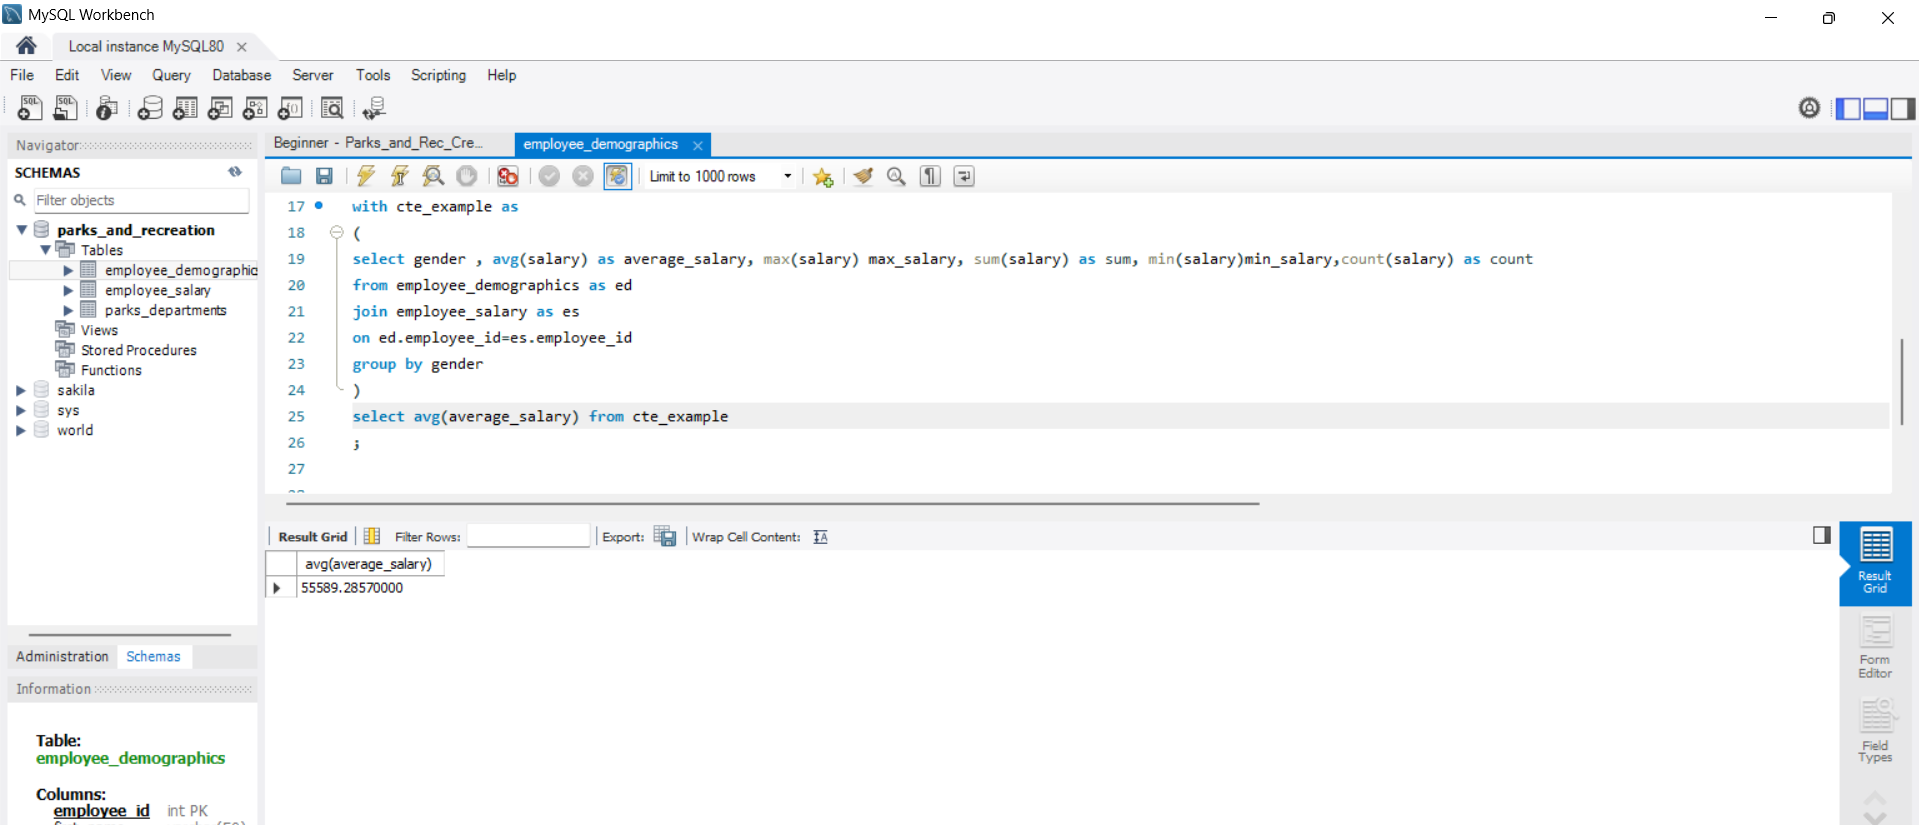 MySQL Workbench
Local instance MySQL80
File Edit View Query Database Server Tools Scripting Help
Navigator
SCHEMAS
Filter objects
parks_and_recreation
Tables
employee_demographic
employee_salary
parks_departments
Views
Stored Procedures
Functions
sakila
sys
world
Administration Schemas
Information
Table:
employee_demographics
Columns:
employee_id int PK
Beginner - Parks_and_Rec_Cre... employee_demographics
Limit to 1000 rows
17 with cte_example as
18 (
19 select gender , avg(salary) as average_salary, max(salary) max_salary, sum(salary) as sum, min(salary)min_salary,count(salary) as count
20 from employee_demographics as ed
21 join employee_salary as es
22 on ed.employee_id=es.employee_id
23 group by gender
24 )
25 select avg(average_salary) from cte_example
26 ;
27
Result Grid Filter Rows: Export: Wrap Cell Content:
avg(average_salary)
55589.28570000
Result
Grid
Form
Editor
Field
Types